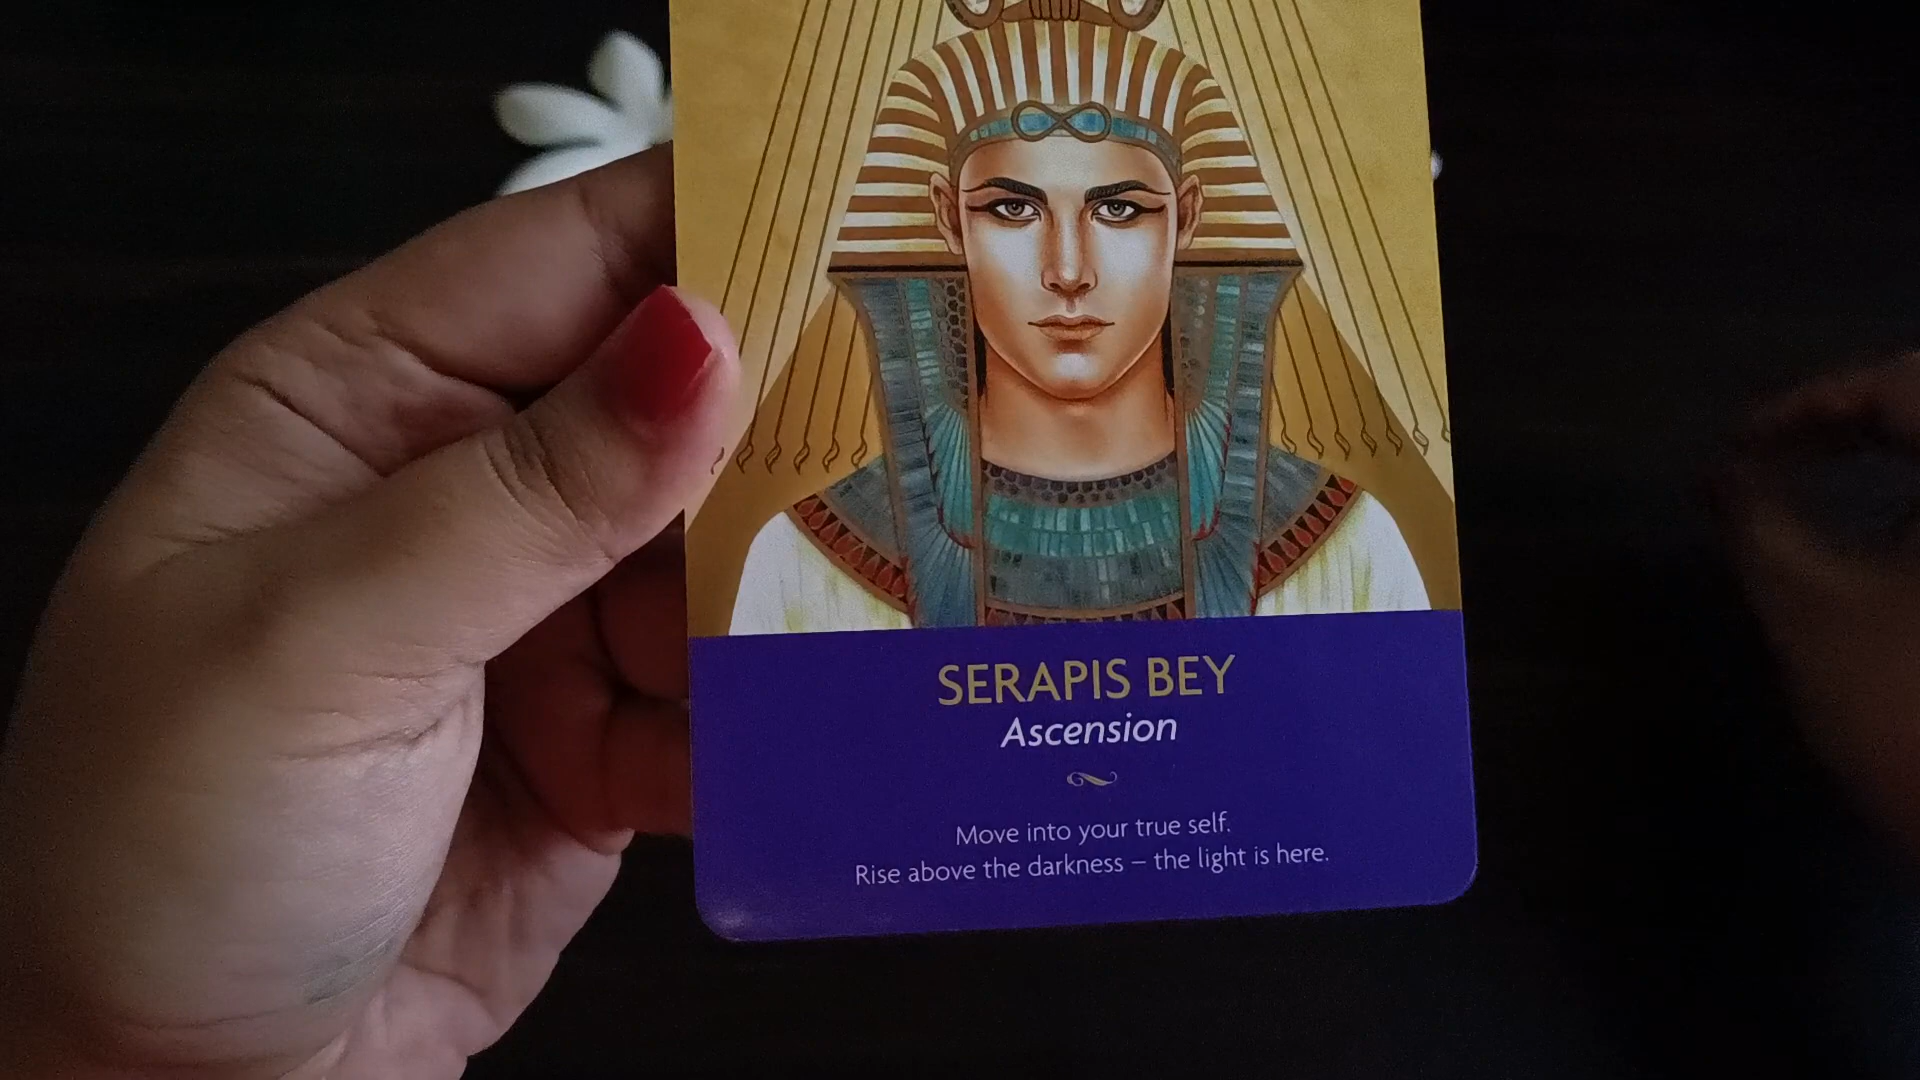 SERAPIS BEY
Ascension
Move into your true self.
Rise above the darkness – the light is here.